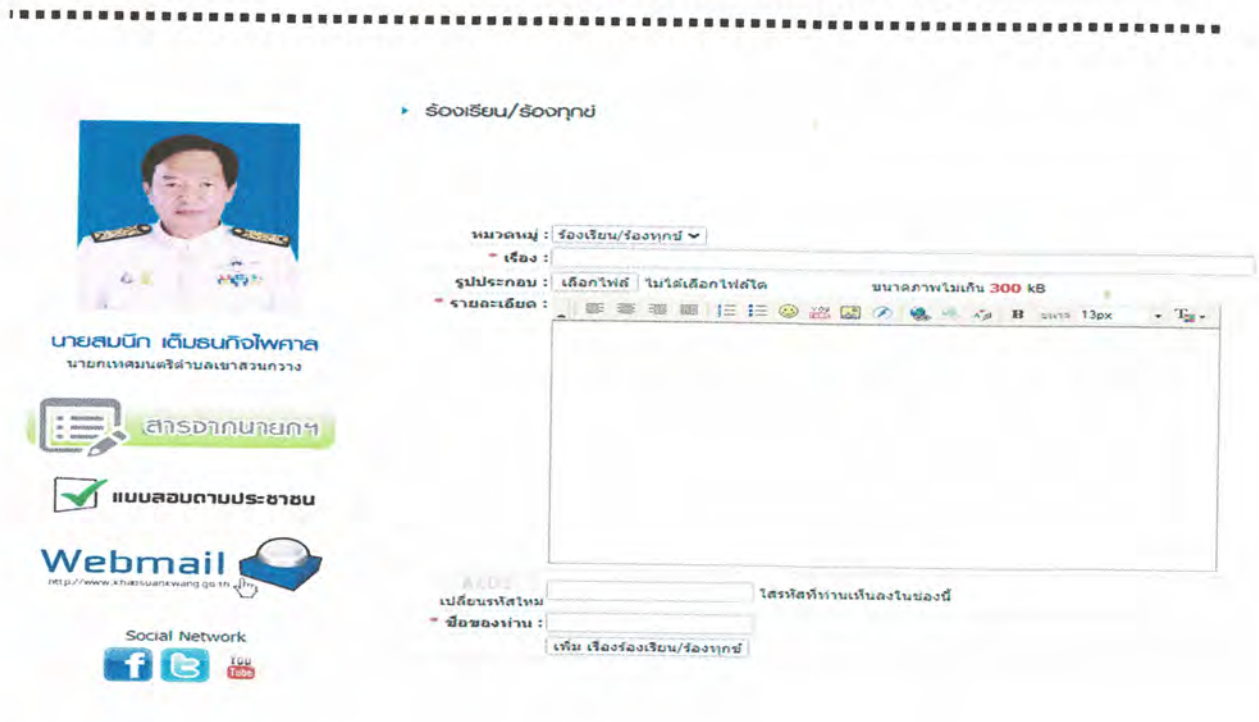 ร้องเรียน/ร้องทุกข์
หมวดหมู่ : ร้องเรียน/ร้องทุกข์
* เรื่อง :
รูปประกอบ : เลือกไฟล์ ไม่ได้เลือกไฟล์ใด ขนาดภาพไม่เกิน 300 kB
* รายละเอียด :
B ขนาด 13px
นายสมนึก เต็มธนกิจไพศาล
นายกเทศมนตรีตำบลเขาสวนกวาง
สารจากนายกฯ
แบบสอบถามประชาชน
Webmail
http://www.khaosuankwang.go.th
Social Network
f
You
Tube
เปลี่ยนรหัสใหม่
ใส่รหัสที่ท่านเห็นลงในช่องนี้
* ชื่อของท่าน :
เพิ่ม เรื่องร้องเรียน/ร้องทุกข์